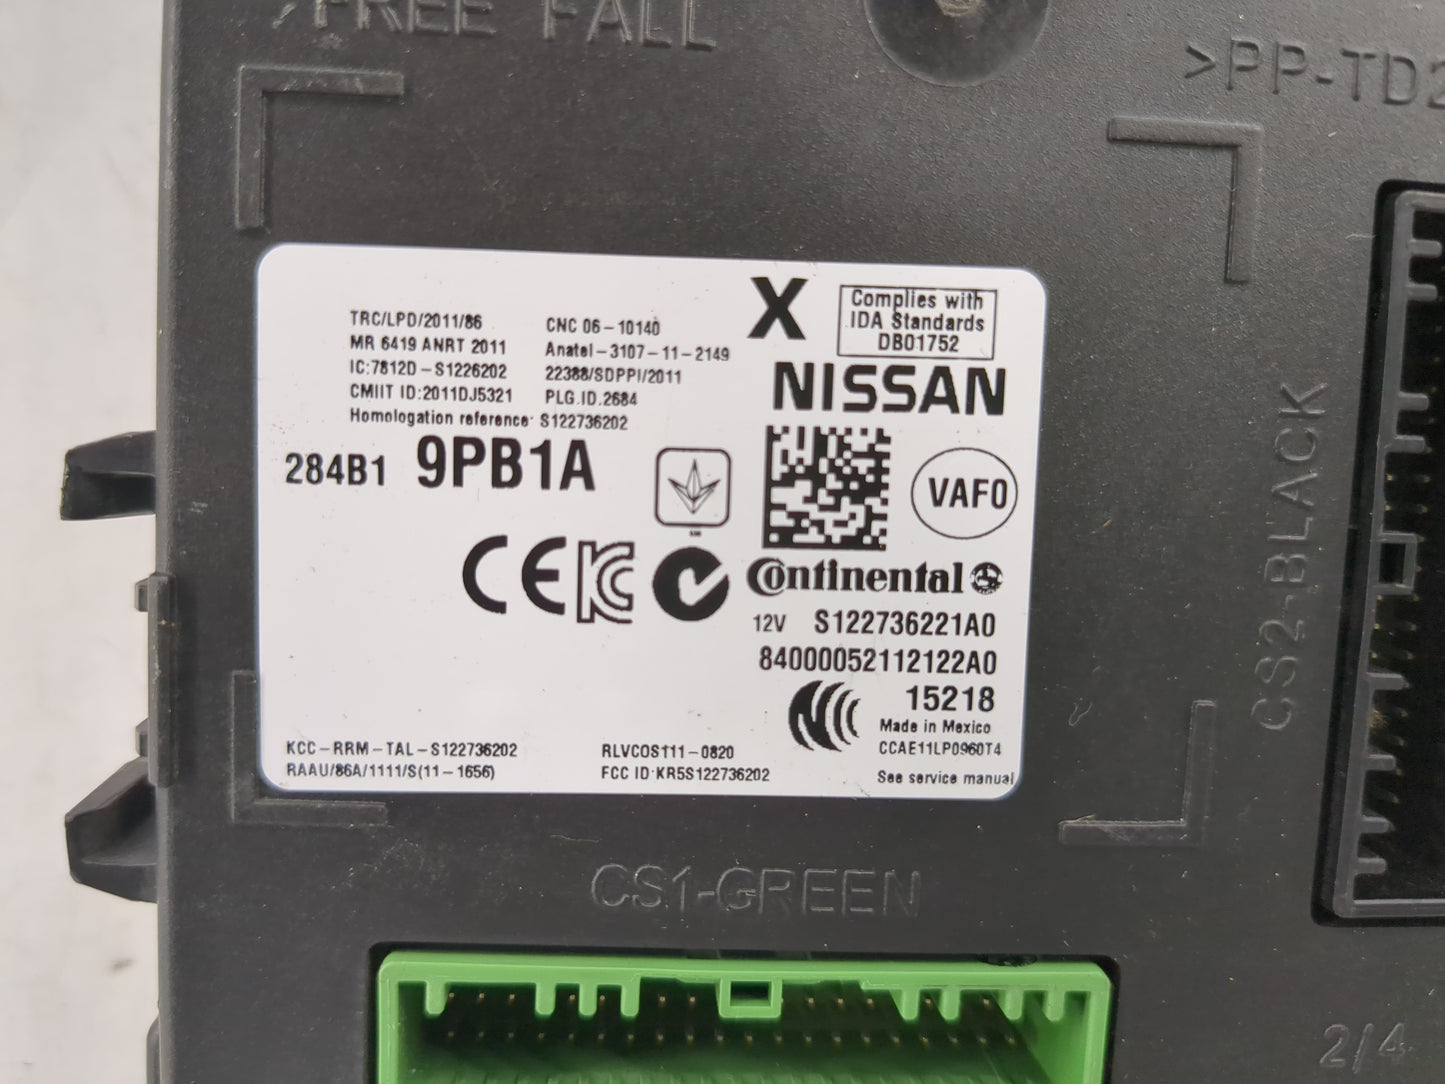 >FREE FALL
>PP-TD2
TRC/LPD/2011/86
MR 6419 ANRT 2011
IC:7812D-S1226202
CMIIT ID:2011DJ5321
Homologation reference: S122736202
CNC 06-10140
Anatel-3107-11-2149
22388/SDPPI/2011
PLG.ID.2684
X
Complies with
IDA Standards
DB01752
NISSAN
284B1 9PB1A
VAF0
CE
KC
Continental
12V S122736221A0
84000052112122A0
CCC
15218
Made in Mexico
CCAE11LP0960T4
See service manual
KCC-RRM-TAL-S122736202
RAAU/86A/1111/S(11-1656)
RLVCOS111-0820
FCC ID:KR5S122736202
CS2-BLACK
CS1-GREEN
2/4